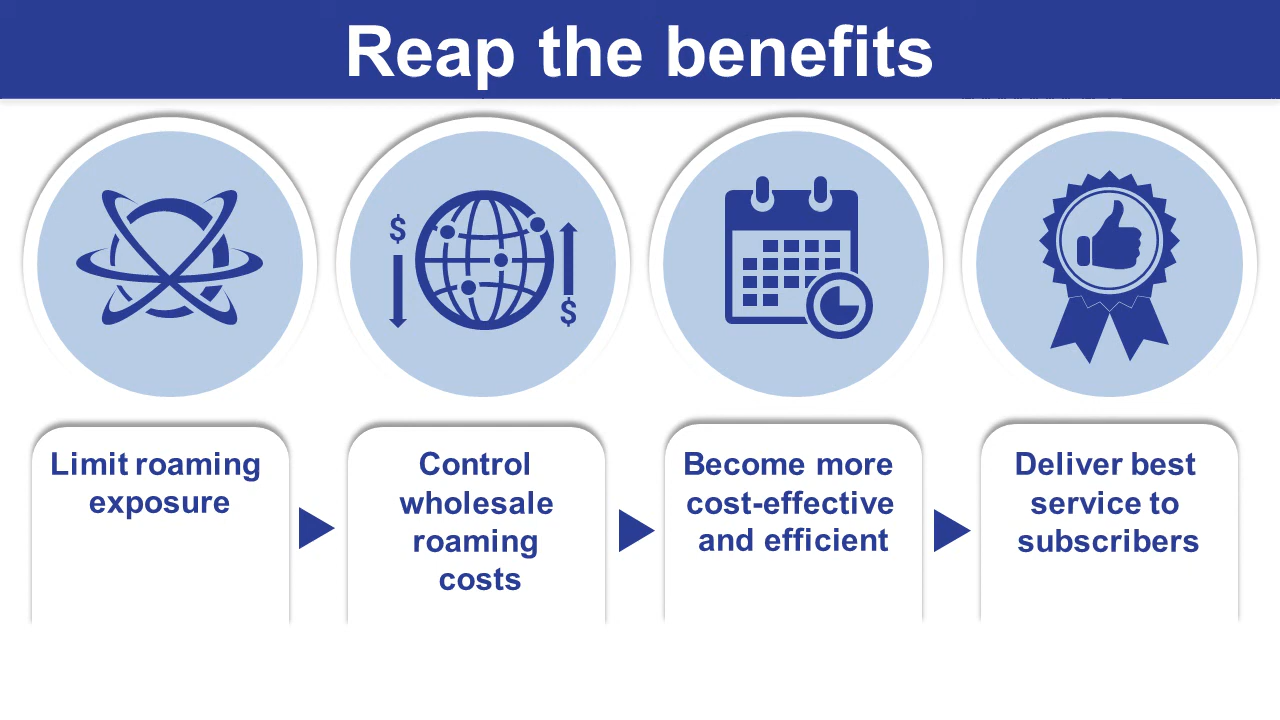 Reap the benefits
$
$
Limit roaming
exposure
Control
wholesale
roaming
costs
Become more
cost-effective
and efficient
Deliver best
service to
subscribers